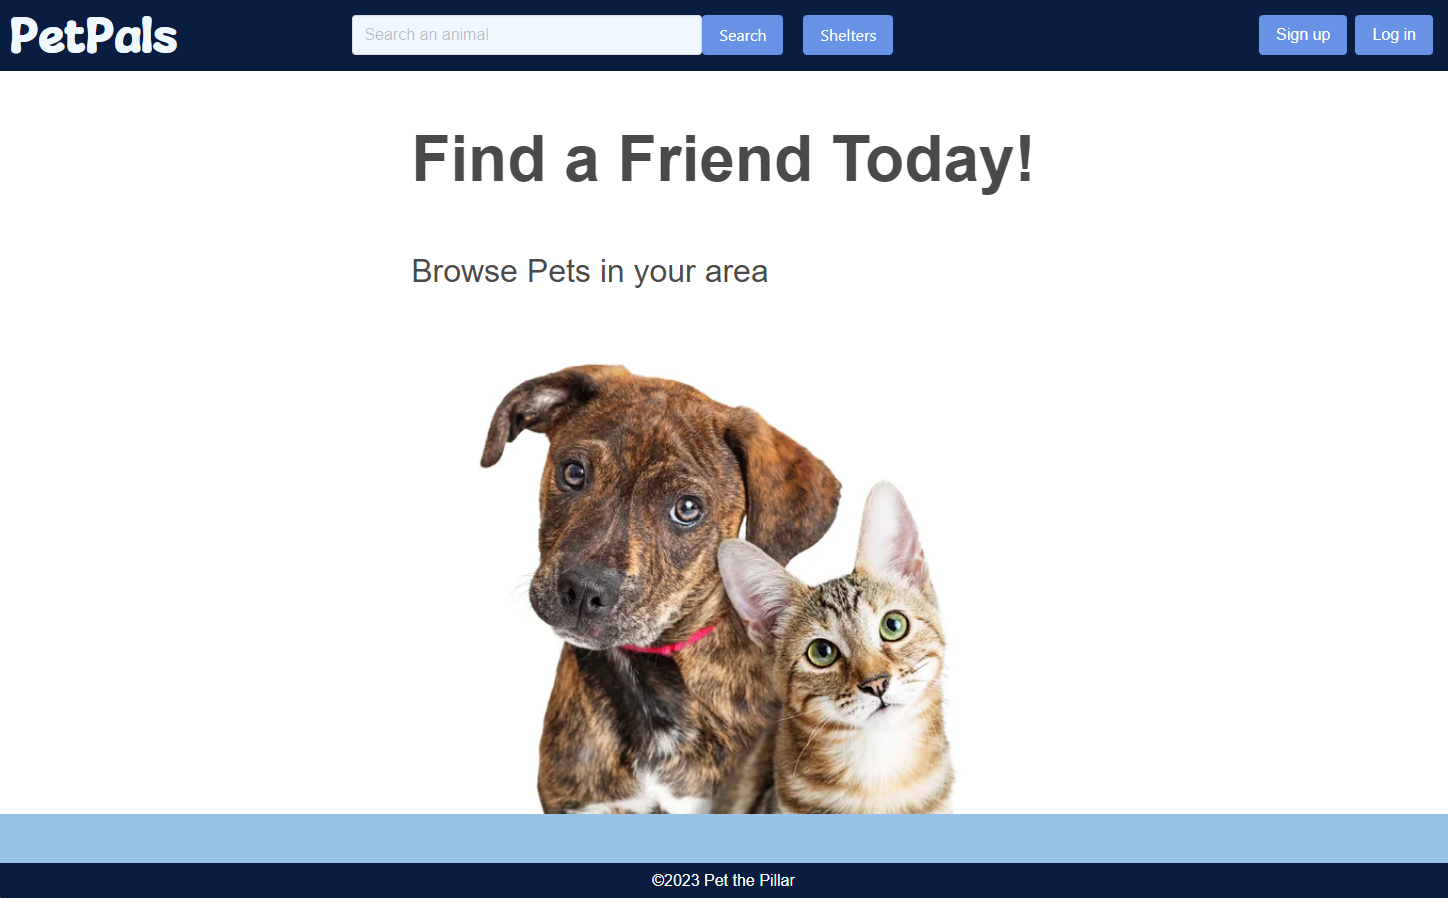 PetPals
Search an animal
Search
Shelters
Sign up
Log in
Find a Friend Today!
Browse Pets in your area
©2023 Pet the Pillar